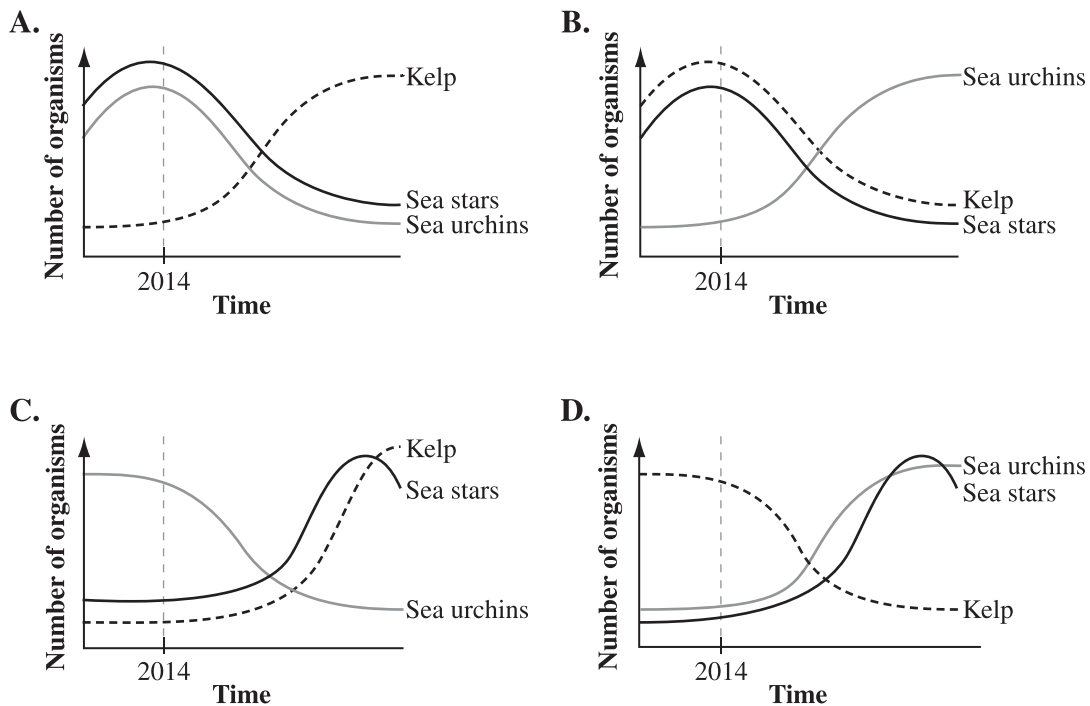 A.
Number of organisms
Kelp
Sea stars
Sea urchins
2014
Time
B.
Number of organisms
Sea urchins
Kelp
Sea stars
2014
Time
C.
Number of organisms
Kelp
Sea stars
Sea urchins
2014
Time
D.
Number of organisms
Sea urchins
Sea stars
Kelp
2014
Time